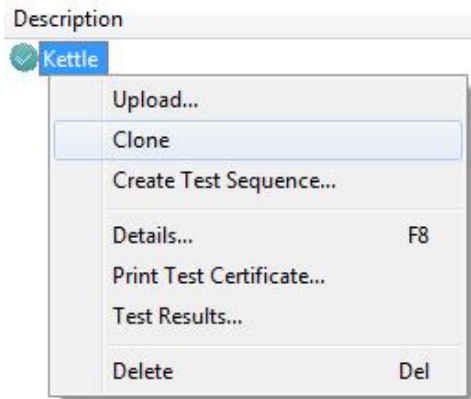 Description
Kettle
Upload...
Clone
Create Test Sequence...
Details... F8
Print Test Certificate...
Test Results...
Delete Del